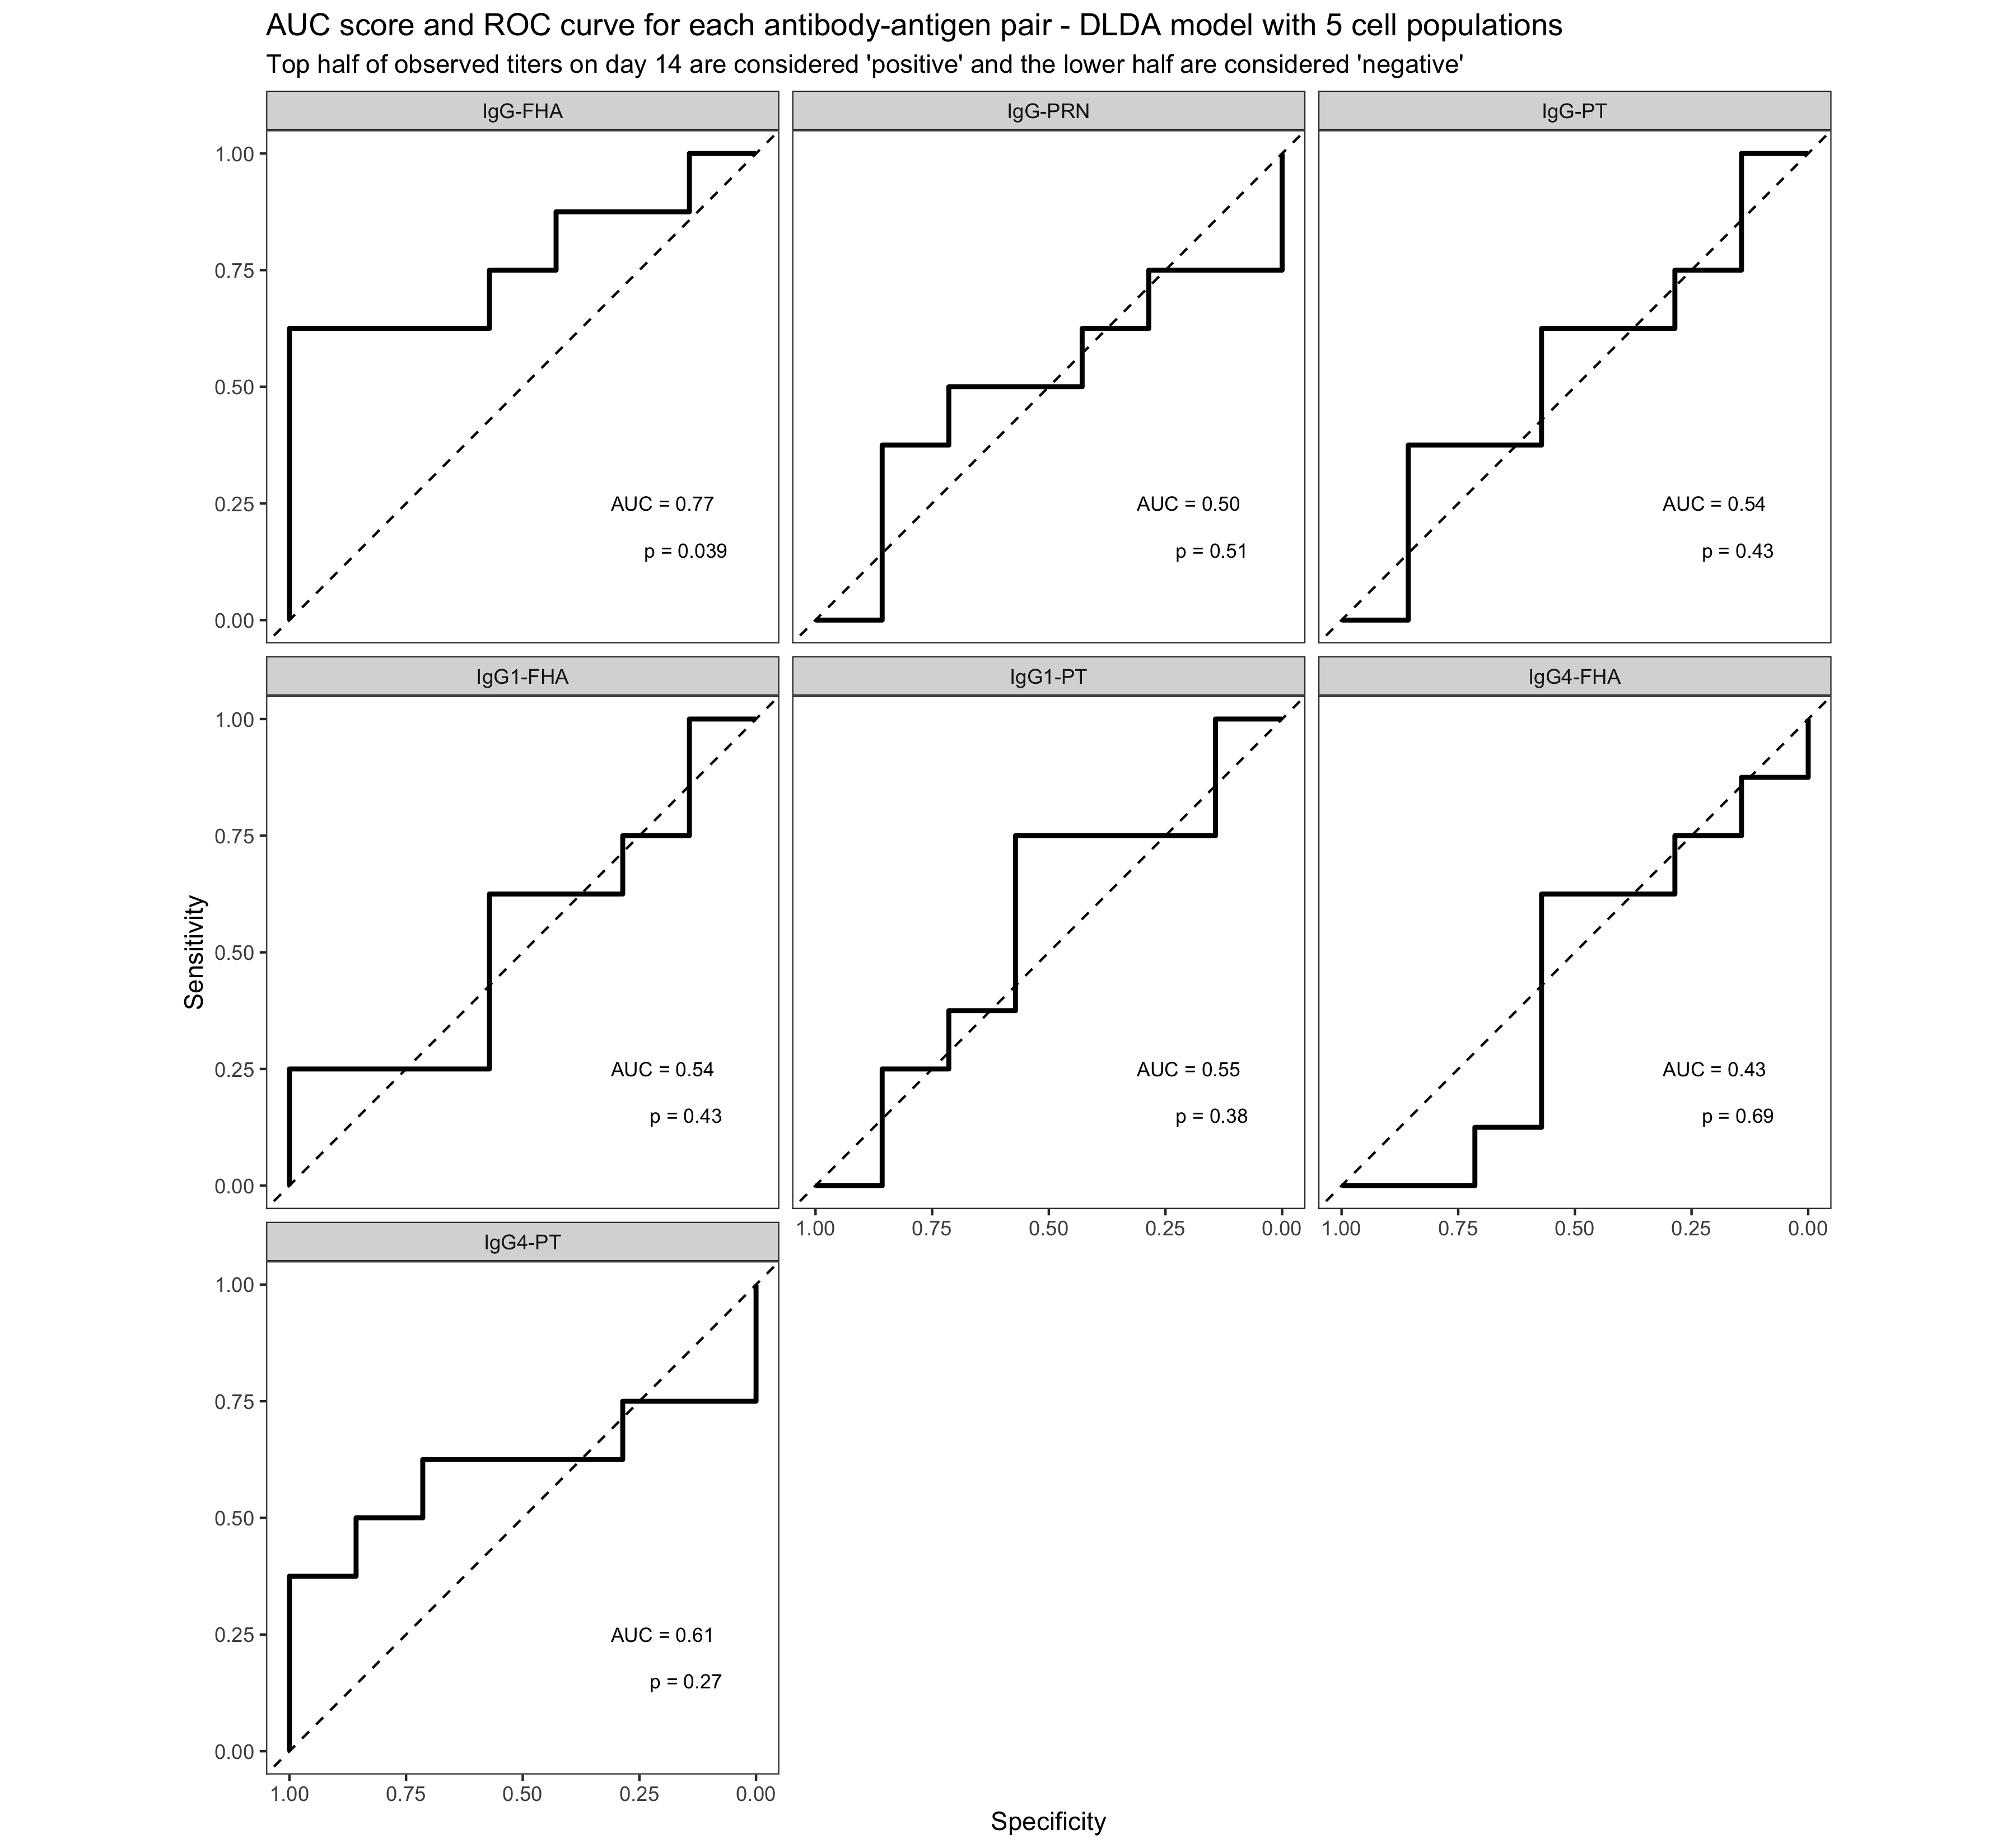 AUC score and ROC curve for each antibody-antigen pair - DLDA model with 5 cell populations
Top half of observed titers on day 14 are considered 'positive' and the lower half are considered 'negative'
IgG-FHA
IgG-PRN
IgG-PT
1.00
0.75
0.50
0.25
0.00
AUC = 0.77
p = 0.039
AUC = 0.50
p = 0.51
AUC = 0.54
p = 0.43
IgG1-FHA
IgG1-PT
IgG4-FHA
1.00
0.75
0.50
0.25
0.00
AUC = 0.54
p = 0.43
AUC = 0.55
p = 0.38
AUC = 0.43
p = 0.69
1.00 0.75 0.50 0.25 0.00
1.00 0.75 0.50 0.25 0.00
Sensitivity
IgG4-PT
1.00
0.75
0.50
0.25
0.00
AUC = 0.61
p = 0.27
1.00 0.75 0.50 0.25 0.00
Specificity